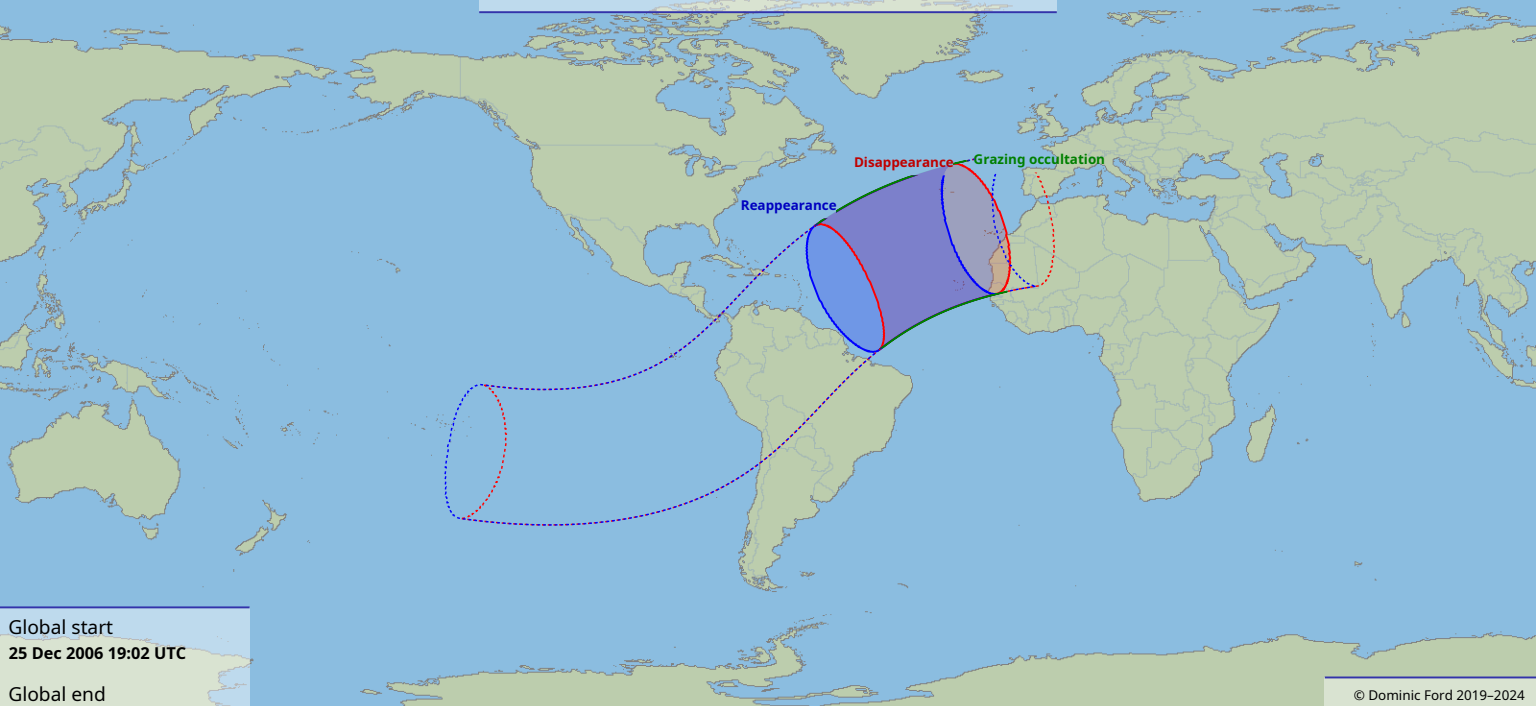 Disappearance
Grazing occultation
Reappearance
Global start
25 Dec 2006 19:02 UTC
Global end
© Dominic Ford 2019–2024